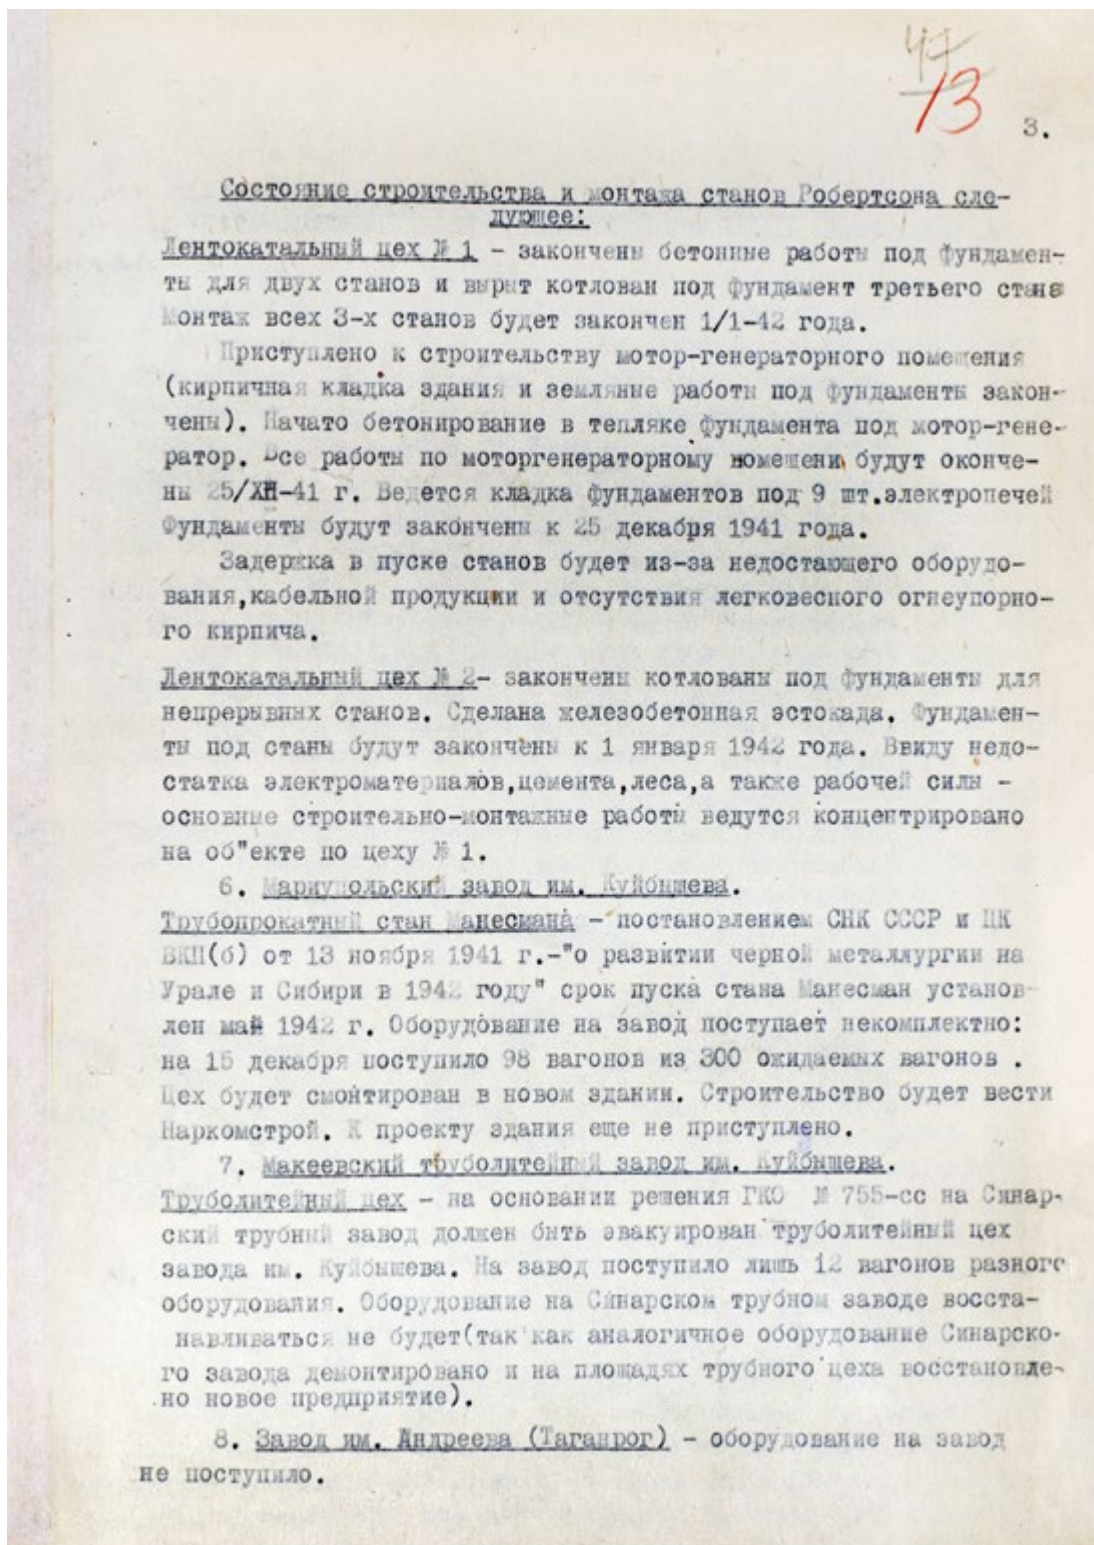 47
13
3.
Состояние строительства и монтажа станов Робертсона сле-
дующее:
Лентокатальный цех № 1 - закончены бетонные работы под фундамен-
ты для двух станов и вырыт котлован под фундамент третьего стана
Монтаж всех 3-х станов будет закончен 1/1-42 года.
Приступлено к строительству мотор-генераторного помещения
(кирпичная кладка здания и земляные работы под фундаменты закон-
чены). Начато бетонирование в тепляке фундамента под мотор-гене-
ратор. Все работы по моторгенераторному помещени будут оконче-
ны 25/XII-41 г. Ведется кладка фундаментов под 9 шт.электропечей
Фундаменты будут закончены к 25 декабря 1941 года.
Задержка в пуске станов будет из-за недостающего оборудо-
вания,кабельной продукции и отсутствия легковесного огнеупорно-
го кирпича.
Лентокатальный цех № 2- закончены котлованы под фундаменты для
непрерывных станов. Сделана железобетонная эстокада. Фундамен-
ты под станы будут закончены к 1 января 1942 года. Ввиду недо-
статка электроматериалов,цемента,леса,а также рабочей силы -
основные строительно-монтажные работы ведутся концентрировано
на об"екте по цеху № 1.
6. Мариупольский завод им. Куйбышева.
Трубопрокатный стан Манесмана - постановлением СНК СССР и ЦК
ВКП(б) от 13 ноября 1941 г.-"о развитии черной металлургии на
Урале и Сибири в 1942 году" срок пуска стана Манесман установ-
лен май 1942 г. Оборудование на завод поступает некомплектно:
на 15 декабря поступило 98 вагонов из 300 ожидаемых вагонов .
Цех будет смонтирован в новом здании. Строительство будет вести
Наркомстрой. К проекту здания еще не приступлено.
7. Макеевский труболитейный завод им. Куйбышева.
Труболитейный цех - на основании решения ГКО № 755-сс на Синар-
ский трубный завод должен быть эвакуирован труболитейный цех
завода им. Куйбышева. На завод поступило лишь 12 вагонов разного
оборудования. Оборудование на Синарском трубном заводе восста-
навливаться не будет(так как аналогичное оборудование Синарско-
го завода демонтировано и на площадях трубного цеха восстановле-
но новое предприятие).
8. Завод им. Андреева (Таганрог) - оборудование на завод
не поступило.